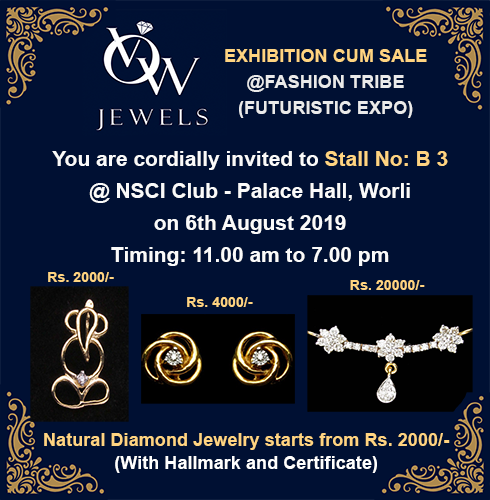 VOW
JEWELS
EXHIBITION CUM SALE
@FASHION TRIBE
(FUTURISTIC EXPO)
You are cordially invited to Stall No: B 3
@ NSCI Club - Palace Hall, Worli
on 6th August 2019
Timing: 11.00 am to 7.00 pm
Rs. 2000/-
Rs. 4000/-
Rs. 20000/-
Natural Diamond Jewelry starts from Rs. 2000/-
(With Hallmark and Certificate)